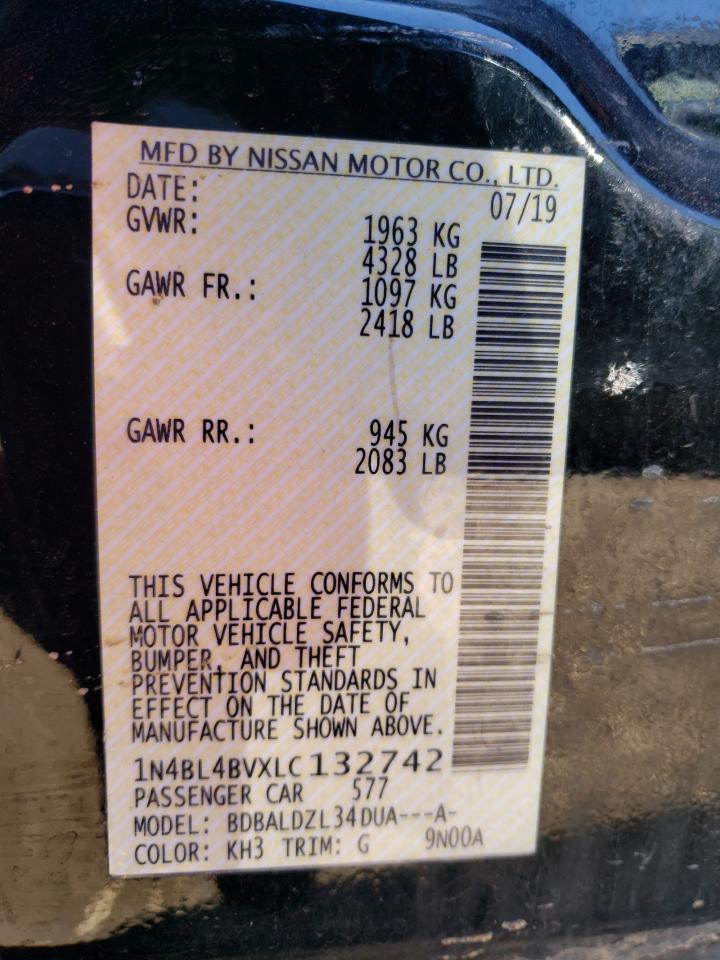 MFD BY NISSAN MOTOR CO., LTD.
DATE: 07/19
GVWR: 1963 KG
4328 LB
GAWR FR.: 1097 KG
2418 LB
GAWR RR.: 945 KG
2083 LB
THIS VEHICLE CONFORMS TO
ALL APPLICABLE FEDERAL
MOTOR VEHICLE SAFETY,
BUMPER, AND THEFT
PREVENTION STANDARDS IN
EFFECT ON THE DATE OF
MANUFACTURE SHOWN ABOVE.
1N4BL4BVXLC132742
PASSENGER CAR 577
MODEL: BDBALDZL34DUA---A-
COLOR: KH3 TRIM: G 9N00A